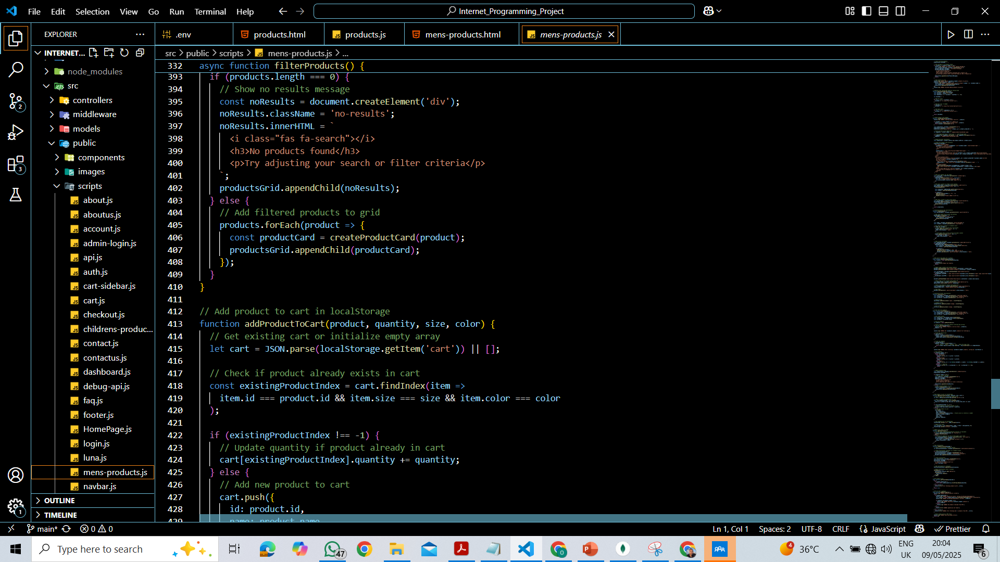 File Edit Selection View Go Run Terminal Help
Internet_Programming_Project
EXPLORER
.env
products.html
products.js
mens-products.html
mens-products.js
INTERNET...
src > public > scripts > mens-products.js > ...
node_modules
src
controllers
middleware
models
public
components
images
scripts
about.js
aboutus.js
account.js
admin-login.js
api.js
auth.js
cart-sidebar.js
cart.js
checkout.js
childrens-produc...
contact.js
contactus.js
dashboard.js
debug-api.js
faq.js
footer.js
HomePage.js
login.js
luna.js
mens-products.js
navbar.js
OUTLINE
TIMELINE
2
3
1
332 async function filterProducts() {
393 if (products.length === 0) {
394 // Show no results message
395 const noResults = document.createElement('div');
396 noResults.className = 'no-results';
397 noResults.innerHTML = `
398 <i class="fas fa-search"></i>
399 <h3>No products found</h3>
400 <p>Try adjusting your search or filter criteria</p>
401 `;
402 productsGrid.appendChild(noResults);
403 } else {
404 // Add filtered products to grid
405 products.forEach(product => {
406 const productCard = createProductCard(product);
407 productsGrid.appendChild(productCard);
408 });
409 }
410 }
411
412 // Add product to cart in localStorage
413 function addProductToCart(product, quantity, size, color) {
414 // Get existing cart or initialize empty array
415 let cart = JSON.parse(localStorage.getItem('cart')) || [];
416
417 // Check if product already exists in cart
418 const existingProductIndex = cart.findIndex(item =>
419 item.id === product.id && item.size === size && item.color === color
420 );
421
422 if (existingProductIndex !== -1) {
423 // Update quantity if product already in cart
424 cart[existingProductIndex].quantity += quantity;
425 } else {
426 // Add new product to cart
427 cart.push({
428 id: product.id,
429 name: product.name
main* 0 0
Ln 1, Col 1 Spaces: 2 UTF-8 CRLF {} JavaScript Prettier
Type here to search
47
4
36°C
ENG
UK
20:04
09/05/2025
6